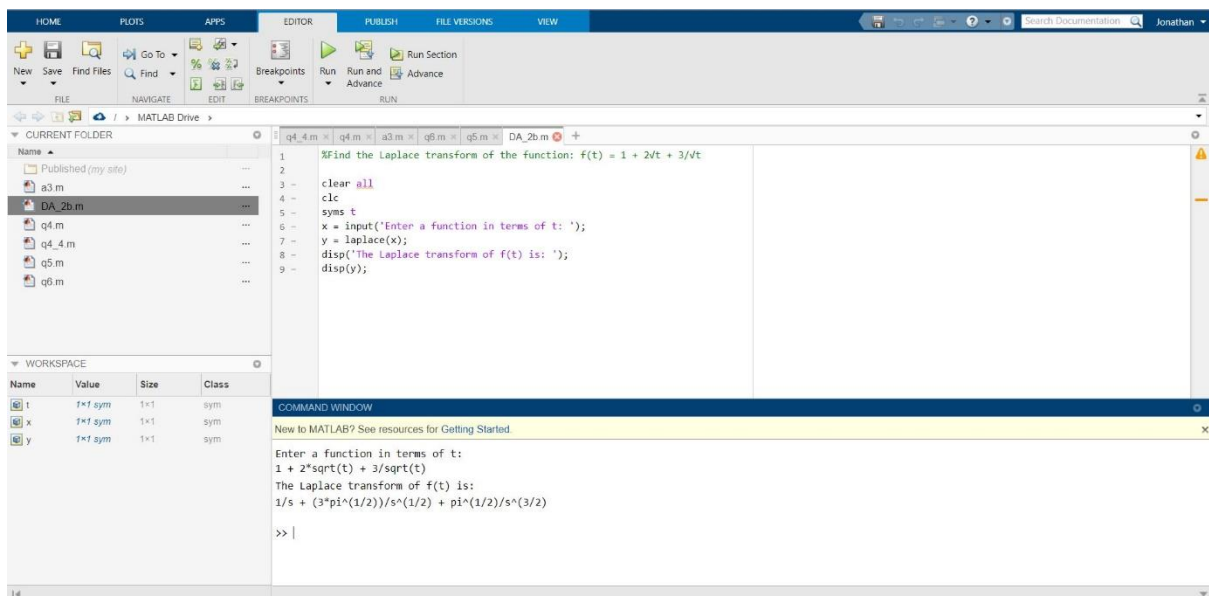 HOME PLOTS APPS EDITOR PUBLISH FILE VERSIONS VIEW Search Documentation Jonathan
New Save Find Files Go To Find Breakpoints Run Run and Advance Run Section Advance
FILE NAVIGATE EDIT BREAKPOINTS RUN
/ › MATLAB Drive ›
CURRENT FOLDER
Name
Published (my site)
a3.m
DA_2b.m
q4.m
q4_4.m
q5.m
q6.m
WORKSPACE
Name Value Size Class
t 1×1 sym 1×1 sym
x 1×1 sym 1×1 sym
y 1×1 sym 1×1 sym
q4_4.m × q4.m × a3.m × q6.m × q5.m × DA_2b.m +
1 %Find the Laplace transform of the function: f(t) = 1 + 2√t + 3/√t
2
3 - clear all
4 - clc
5 - syms t
6 - x = input('Enter a function in terms of t: ');
7 - y = laplace(x);
8 - disp('The Laplace transform of f(t) is: ');
9 - disp(y);
COMMAND WINDOW
New to MATLAB? See resources for Getting Started.
Enter a function in terms of t:
1 + 2*sqrt(t) + 3/sqrt(t)
The Laplace transform of f(t) is:
1/s + (3*pi^(1/2))/s^(1/2) + pi^(1/2)/s^(3/2)
>>